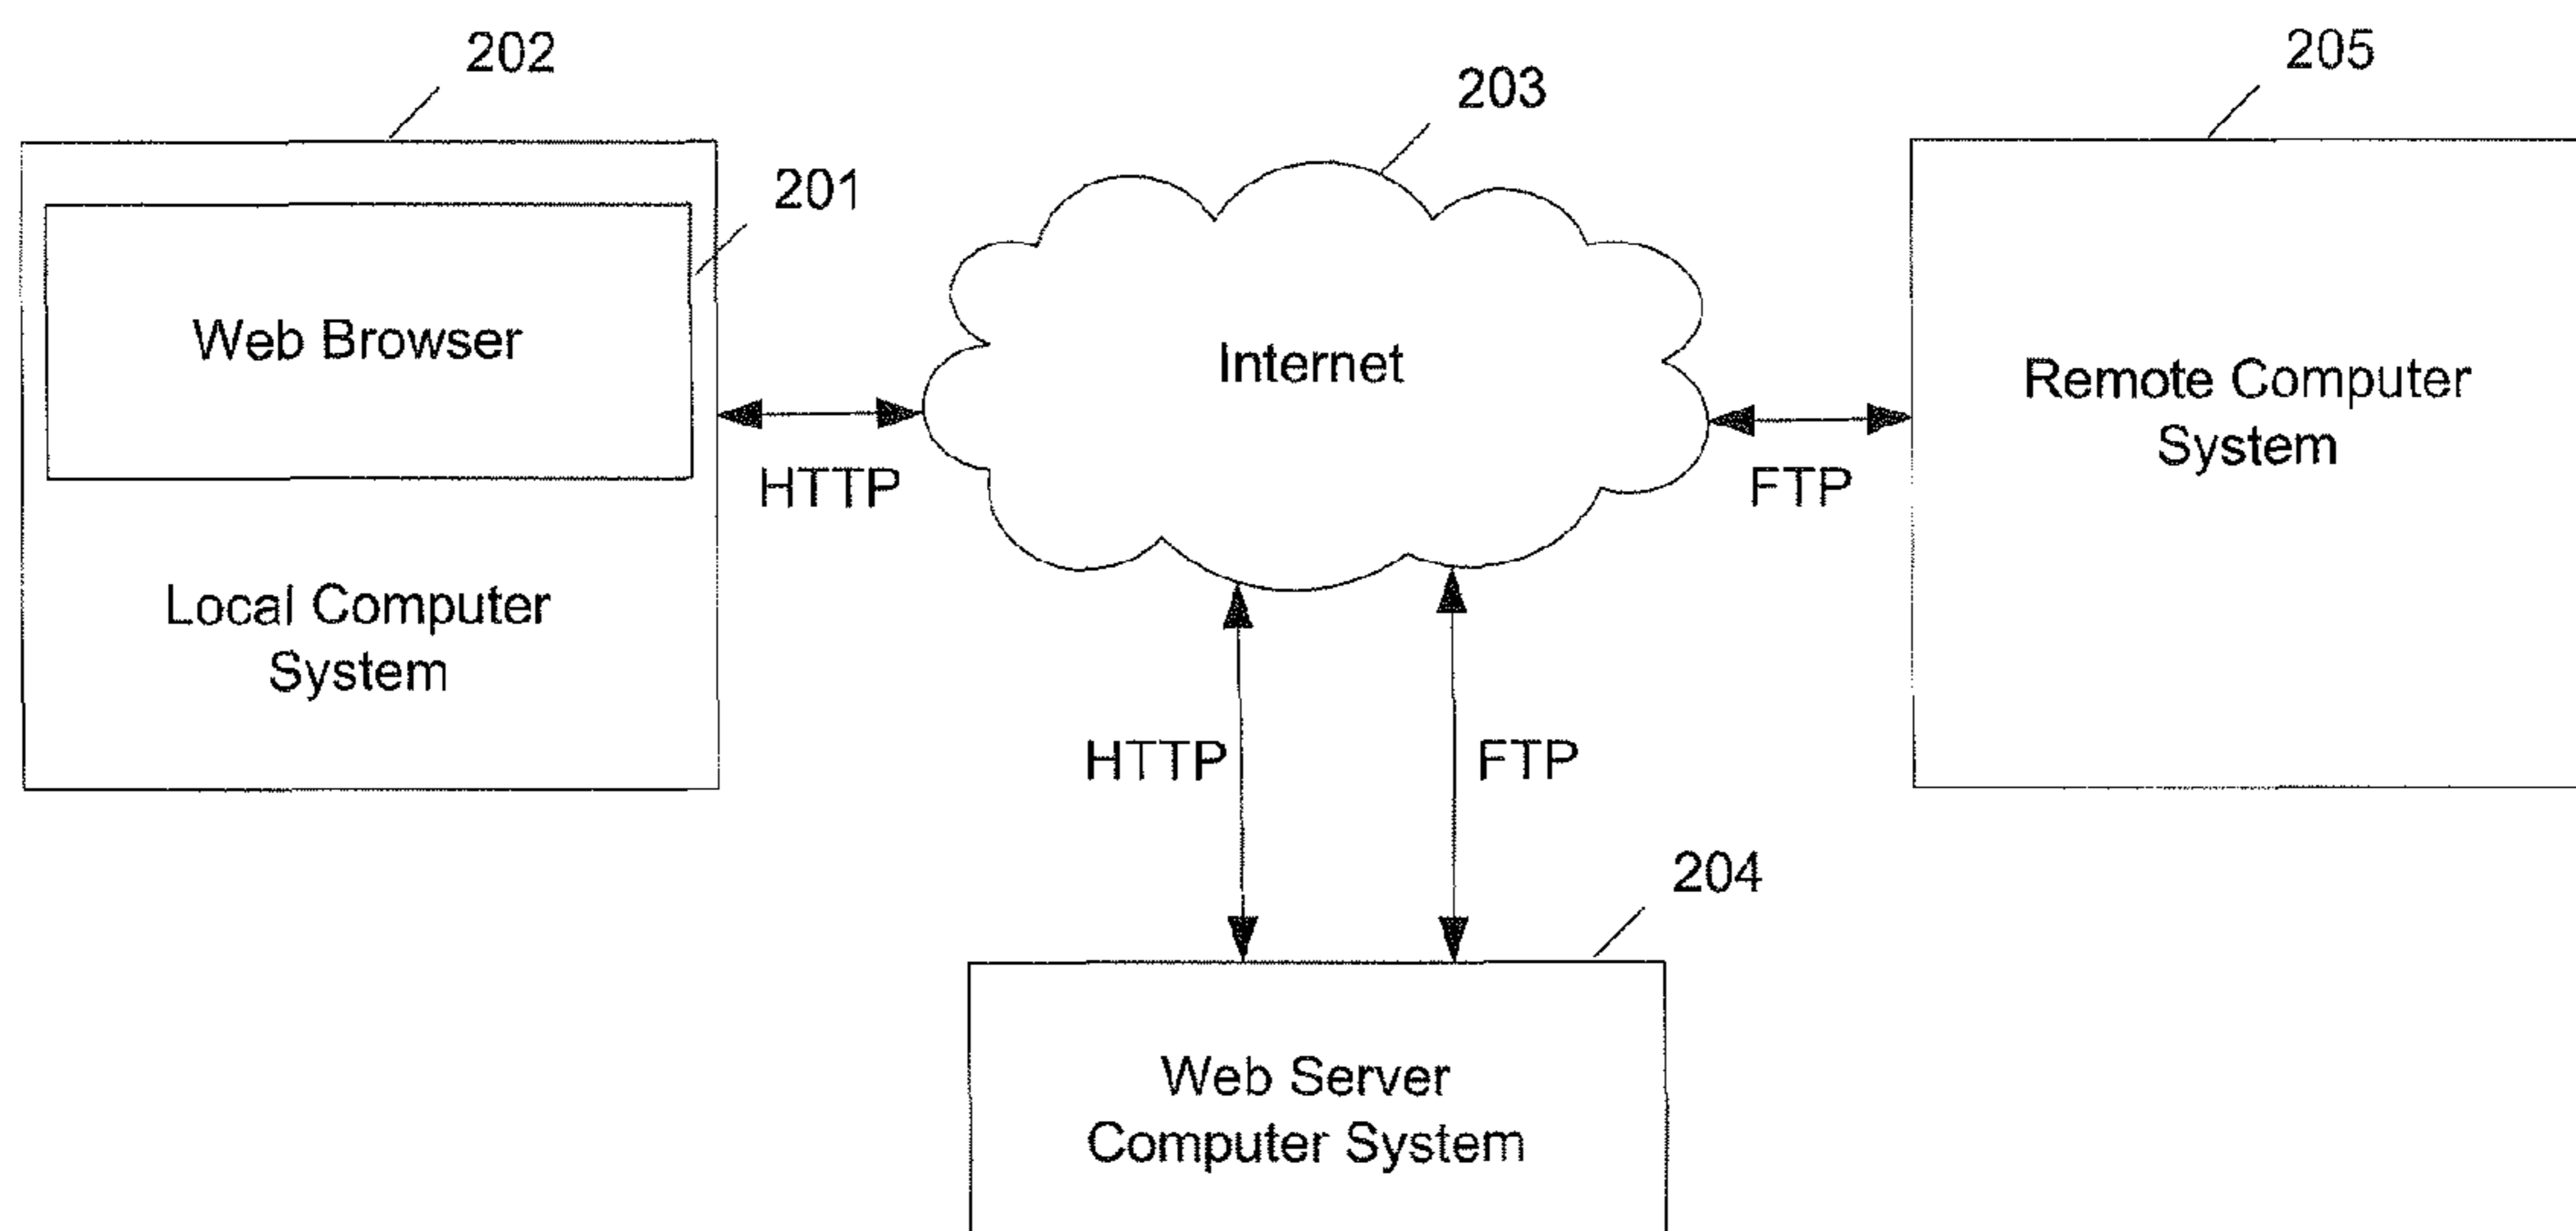 202
205
203
201
Web Browser
Internet
Remote Computer
System
HTTP
FTP
Local Computer
System
HTTP
FTP
204
Web Server
Computer System